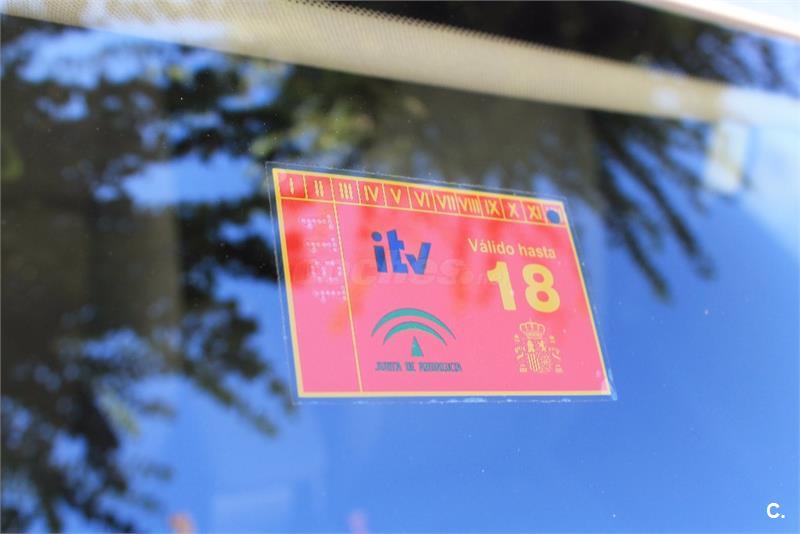 I II III IV V VI VII VIII IX X XI
itv
Válido hasta
18
JUNTA DE ANDALUCIA
C.